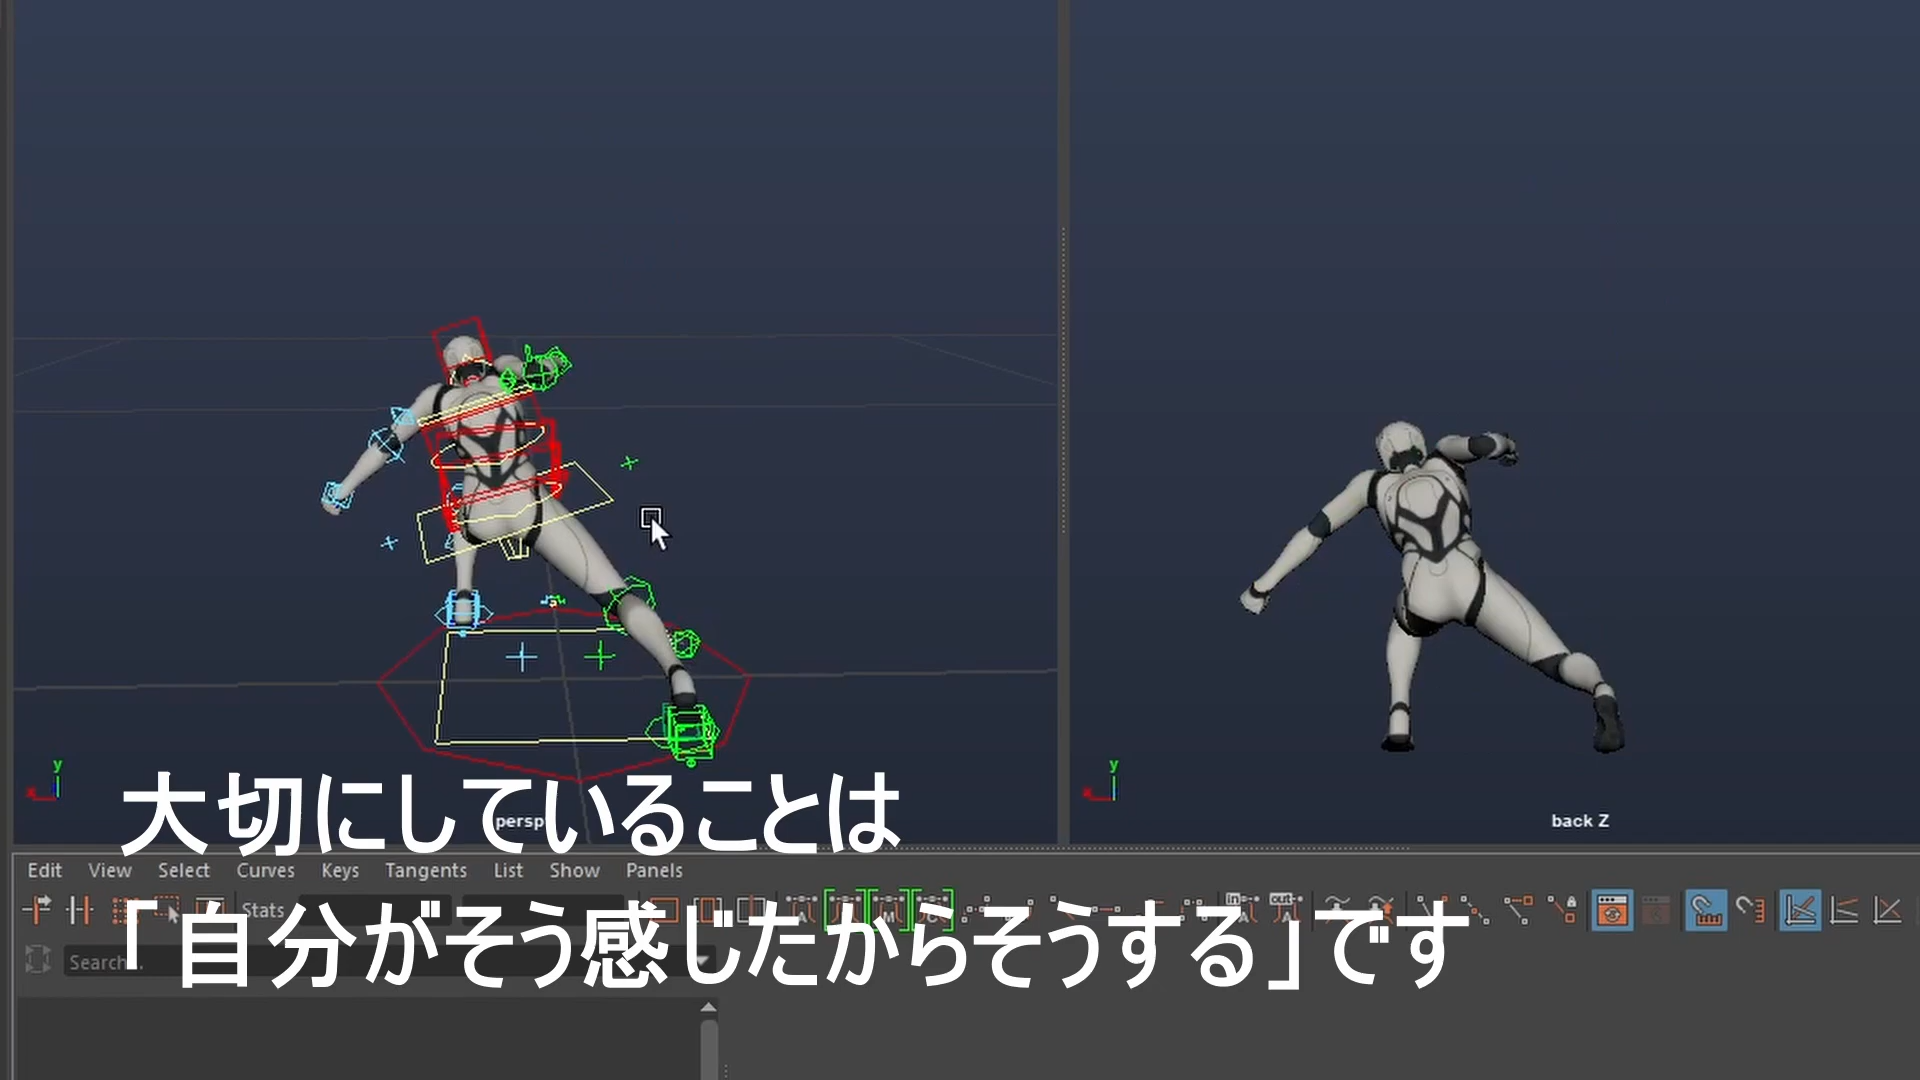 y
x
persp
y
x
back Z
大切にしていることは
Edit View Select Curves Keys Tangents List Show Panels
Stats
「自分がそう感じたからそうする」です
Search...